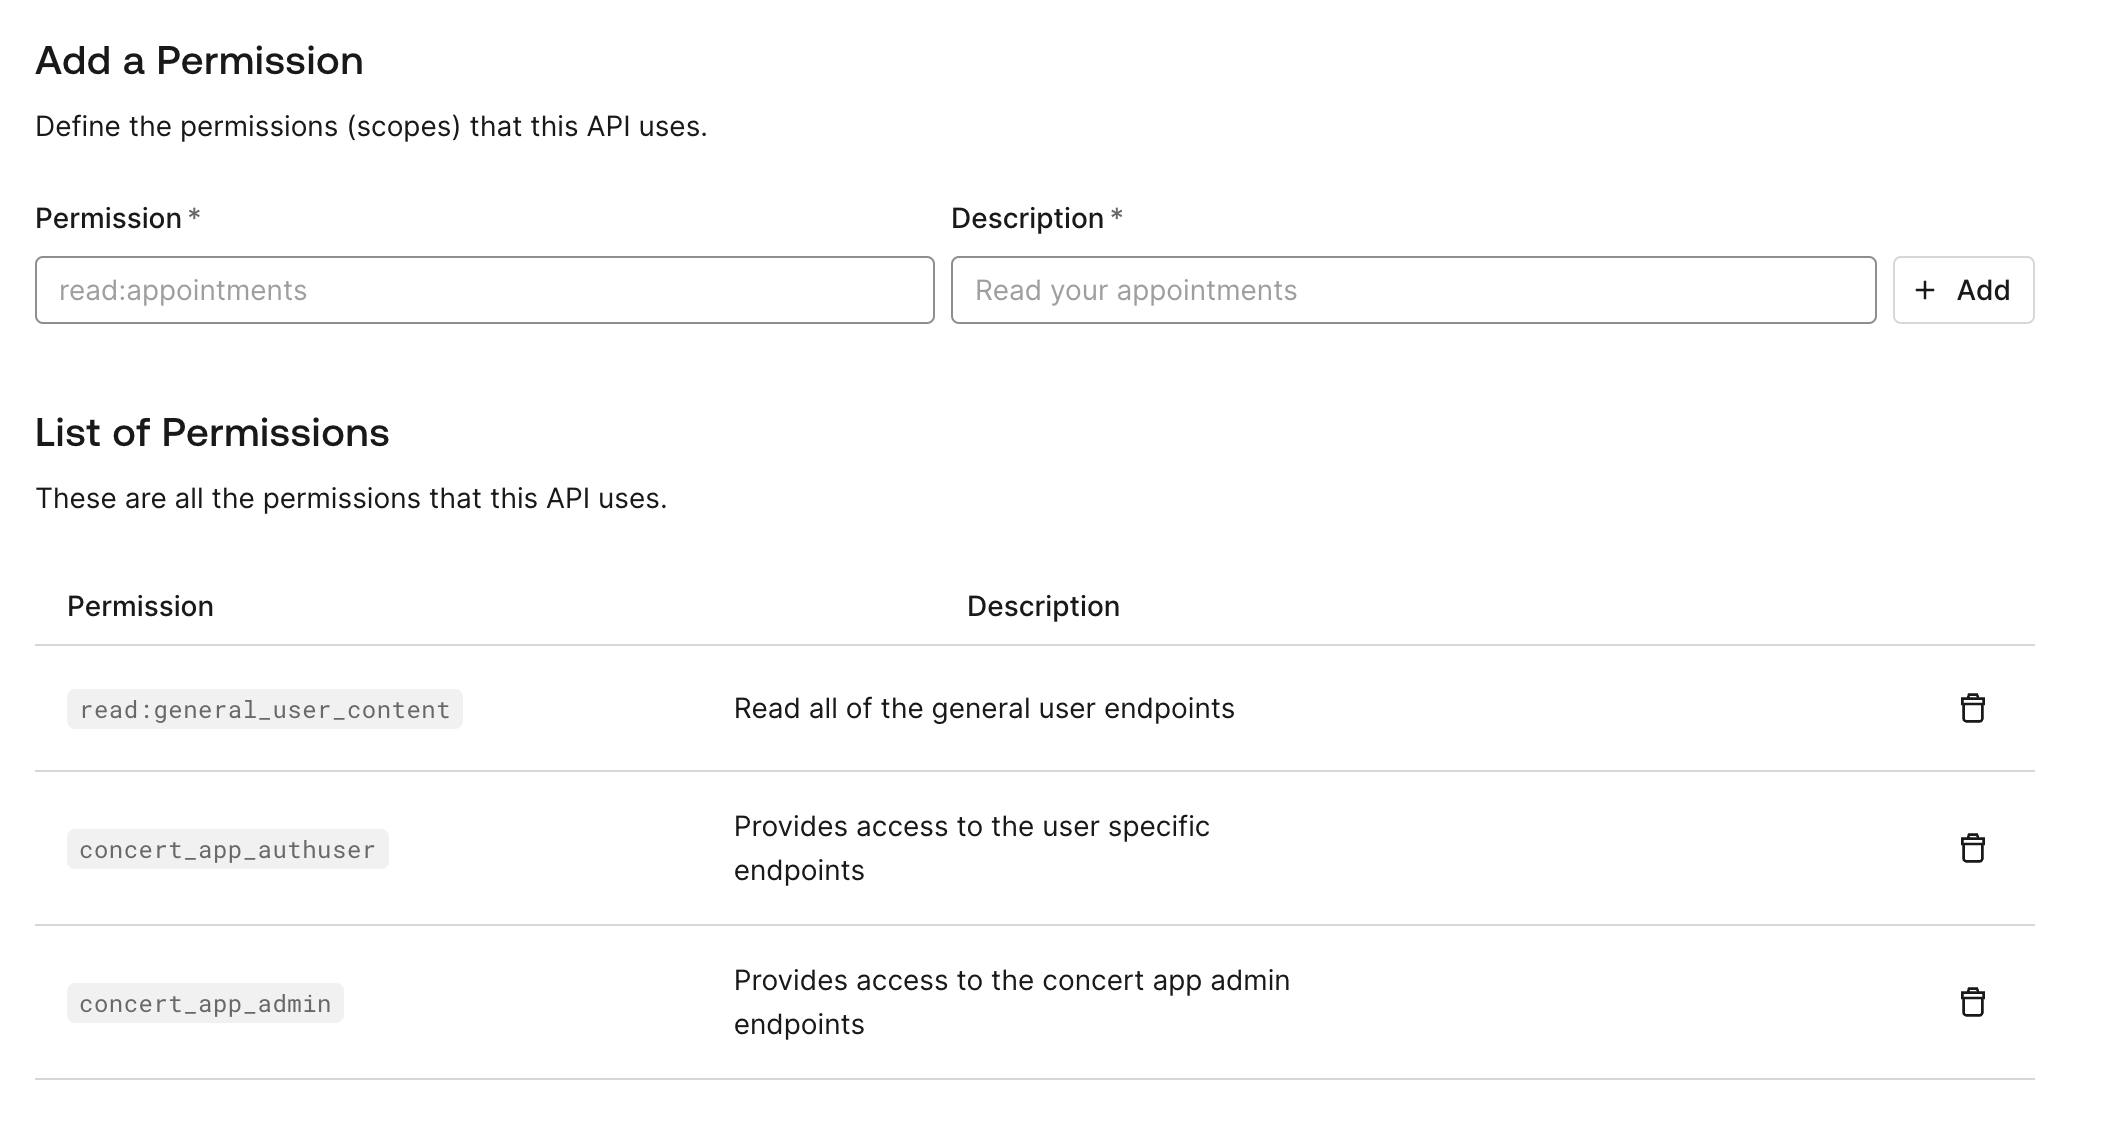 Add a Permission
Define the permissions (scopes) that this API uses.
Permission *
Description *
read:appointments
Read your appointments
+ Add
List of Permissions
These are all the permissions that this API uses.
Permission
Description
read:general_user_content
Read all of the general user endpoints
concert_app_authuser
Provides access to the user specific
endpoints
concert_app_admin
Provides access to the concert app admin
endpoints